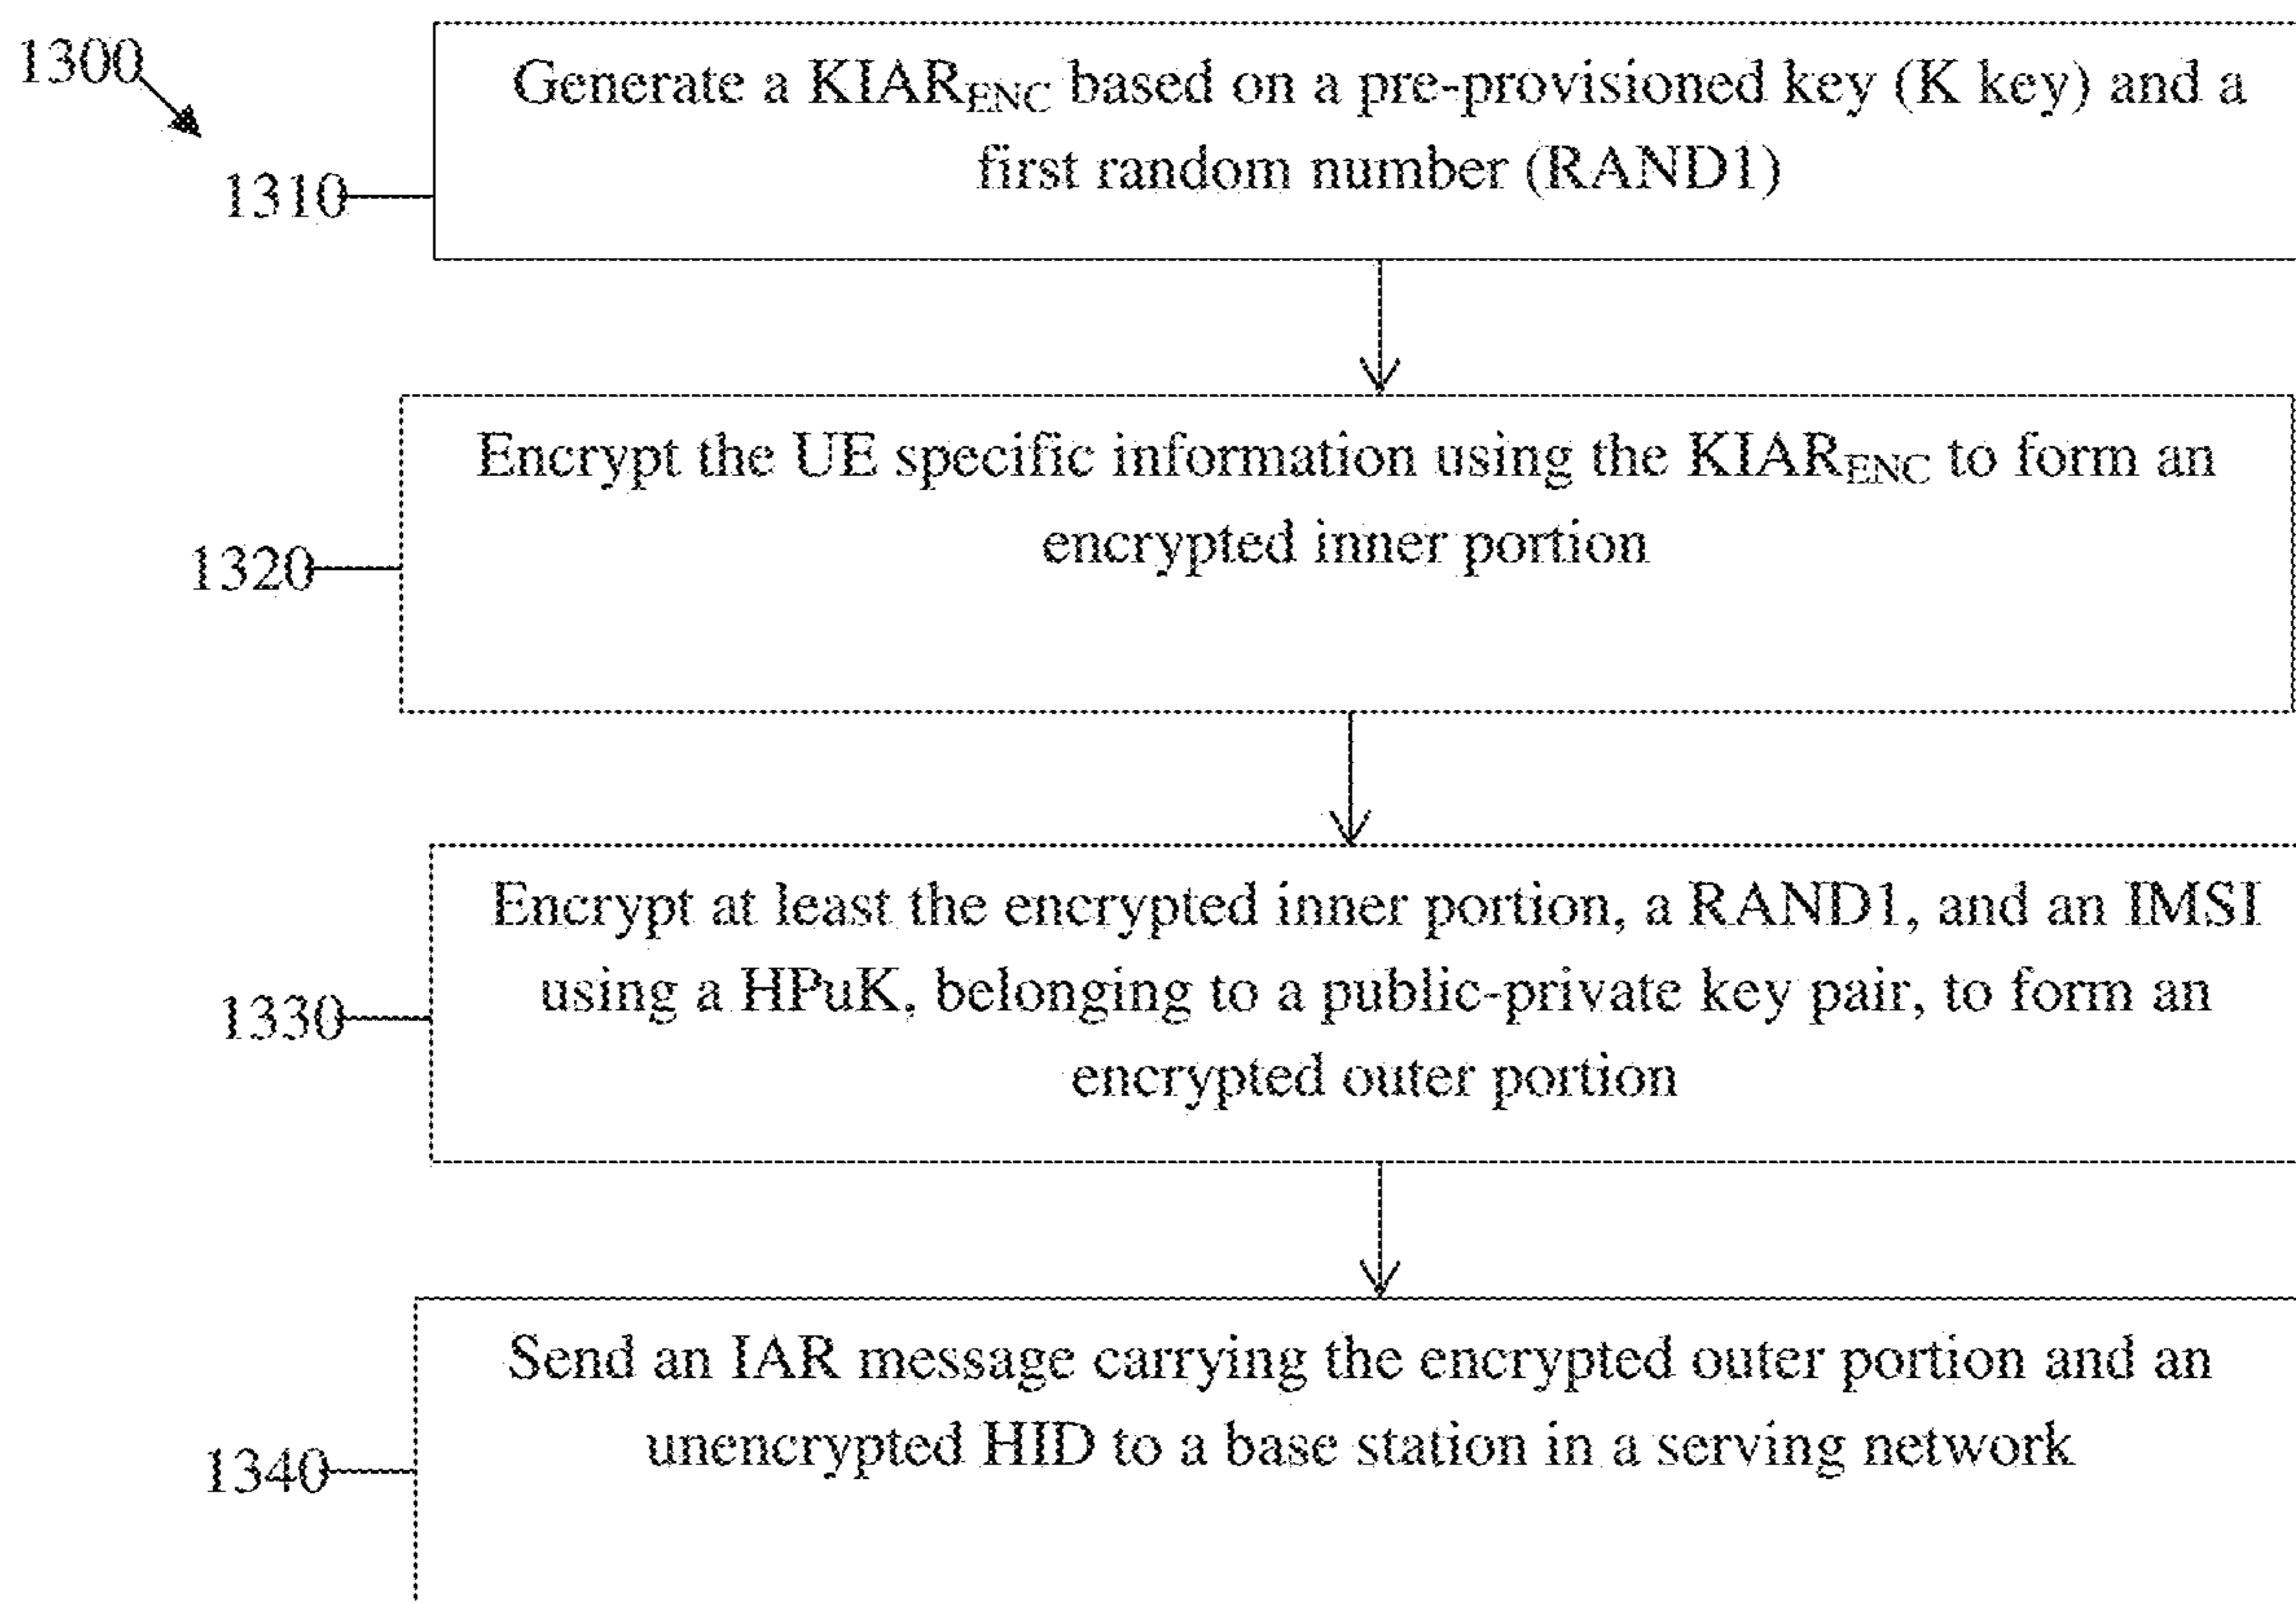 1300
Generate a KIARENC based on a pre-provisioned key (K key) and a
first random number (RAND1)
1310
Encrypt the UE specific information using the KIARENC to form an
encrypted inner portion
1320
Encrypt at least the encrypted inner portion, a RAND1, and an IMSI
using a HPuK, belonging to a public-private key pair, to form an
encrypted outer portion
1330
Send an IAR message carrying the encrypted outer portion and an
unencrypted HID to a base station in a serving network
1340